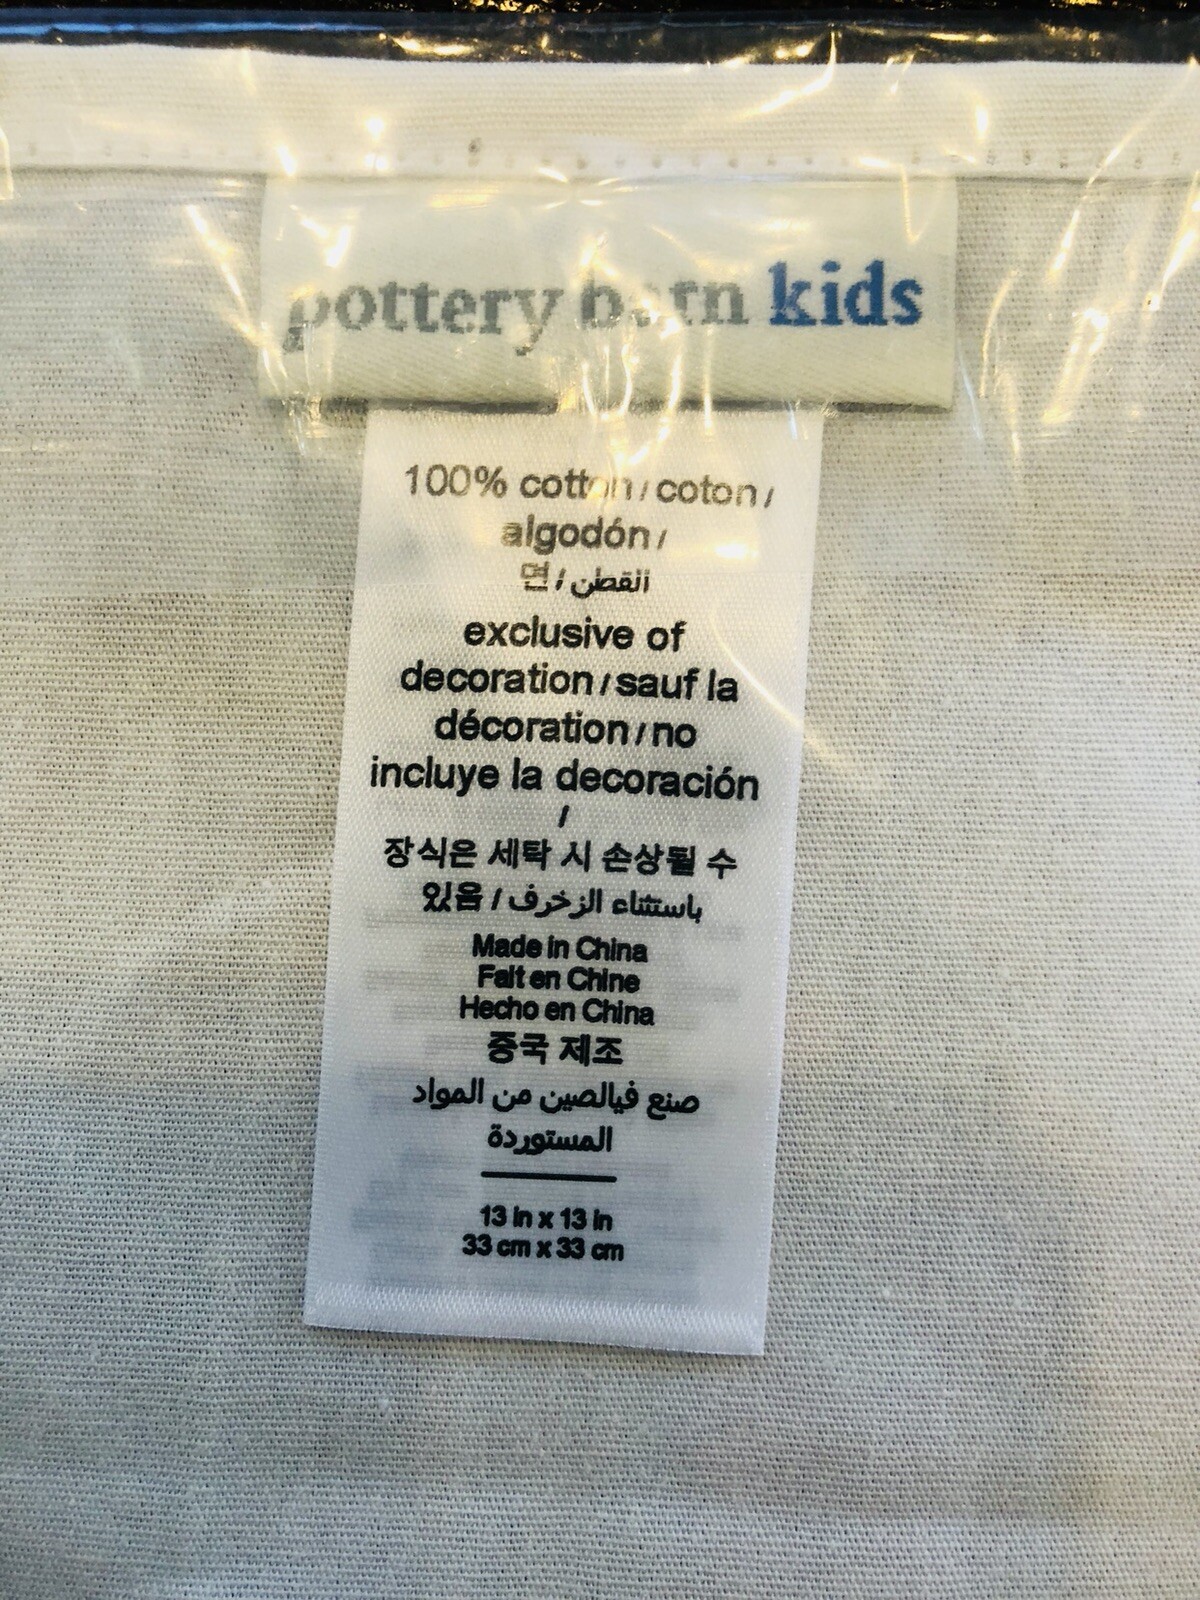 pottery barn kids
100% cotton / coton /
algodón /
면 / القطن
exclusive of
decoration / sauf la
décoration / no
incluye la decoración
/
장식은 세탁 시 손상될 수
있음 / باستثناء الزخرف
Made in China
Fait en Chine
Hecho en China
중국 제조
صنع فيالصين من المواد
المستوردة
13 in x 13 in
33 cm x 33 cm